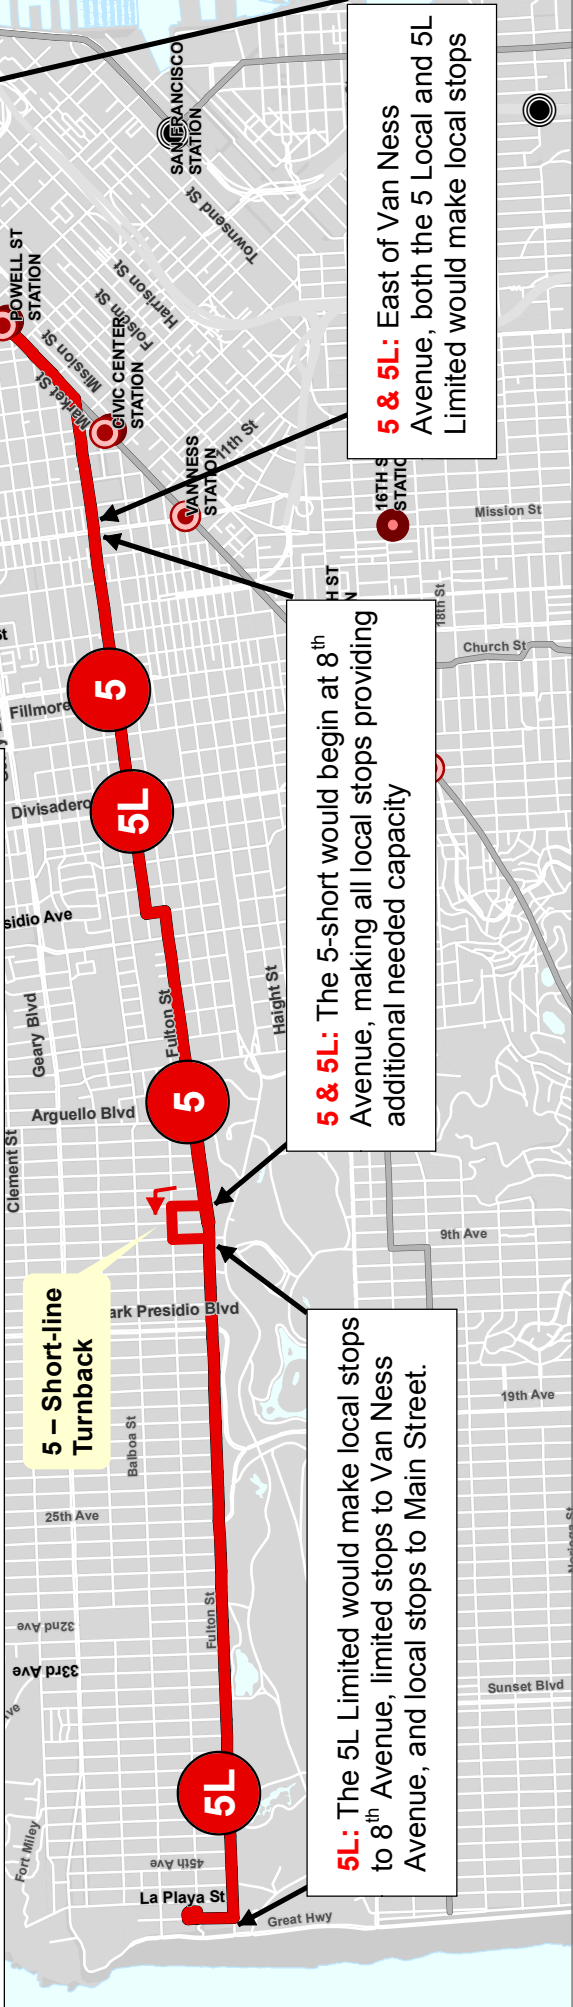 Fort Miley
La Playa St
Great Hwy
45th Ave
5L
33rd Ave
32nd Ave
Fulton St
Sunset Blvd
25th Ave
Balboa St
5 – Short-line
Turnback
ark Presidio Blvd
19th Ave
9th Ave
Clement St
Arguello Blvd
Geary Blvd
5
Fulton St
Haight St
sidio Ave
Divisadero
5L
Fillmore
5
Church St
18th St
H ST
N
Mission St
16TH S
STATIO
VAN NESS
STATION
11th St
CIVIC CENTER
STATION
Market St
Mission St
Folsom St
Harrison St
POWELL ST
STATION
Townsend St
SAN FRANCISCO
STATION
5L: The 5L Limited would make local stops
to 8th Avenue, limited stops to Van Ness
Avenue, and local stops to Main Street.
5 & 5L: The 5-short would begin at 8th
Avenue, making all local stops providing
additional needed capacity
5 & 5L: East of Van Ness
Avenue, both the 5 Local and 5L
Limited would make local stops